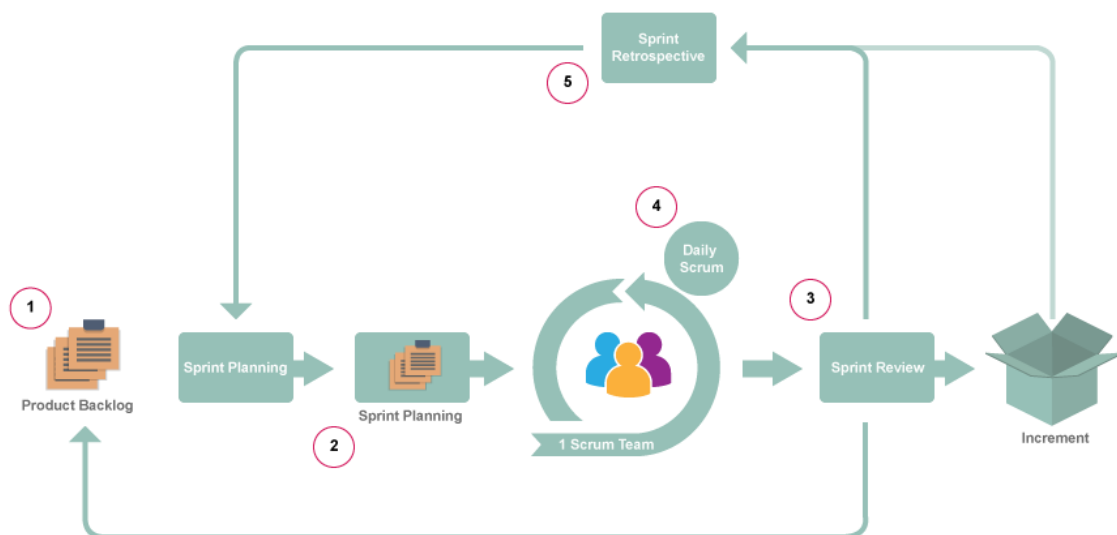 Sprint
Retrospective
5
4
Daily
Scrum
1
3
Product Backlog
Sprint Planning
Sprint Planning
2
1 Scrum Team
Sprint Review
Increment